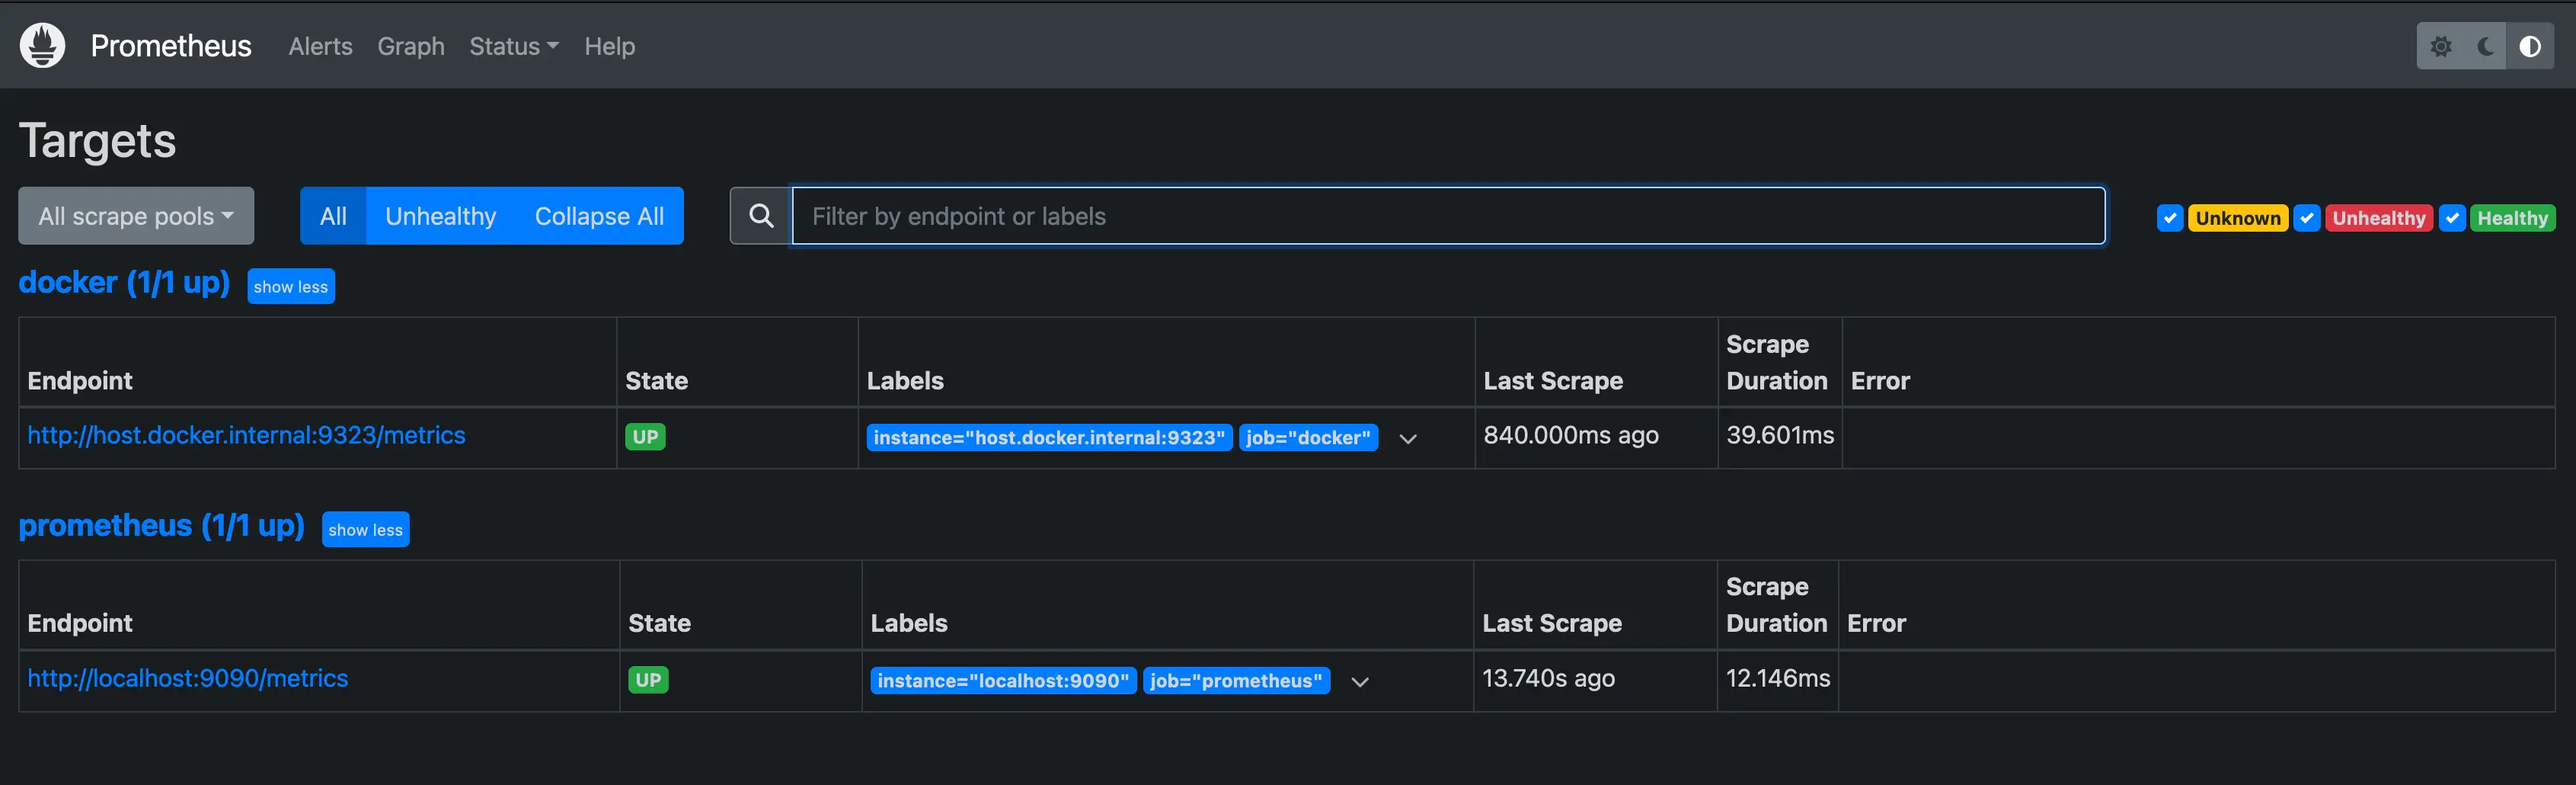 Prometheus Alerts Graph Status Help
Targets
All scrape pools All Unhealthy Collapse All Filter by endpoint or labels Unknown Unhealthy Healthy
docker (1/1 up) show less
Endpoint State Labels Last Scrape Scrape Duration Error
http://host.docker.internal:9323/metrics UP instance="host.docker.internal:9323" job="docker" 840.000ms ago 39.601ms
prometheus (1/1 up) show less
Endpoint State Labels Last Scrape Scrape Duration Error
http://localhost:9090/metrics UP instance="localhost:9090" job="prometheus" 13.740s ago 12.146ms